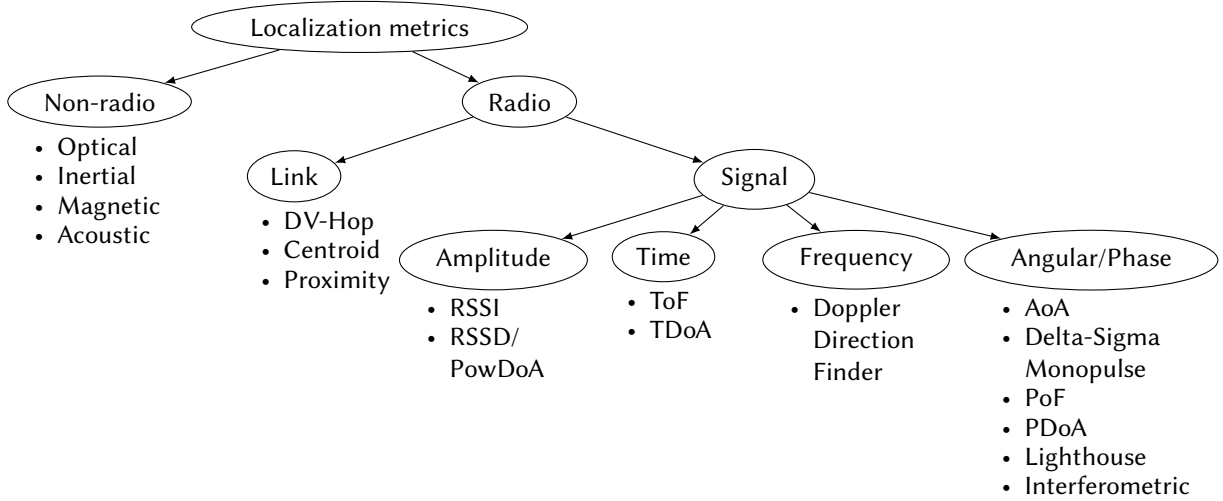 Localization metrics
Non-radio
• Optical
• Inertial
• Magnetic
• Acoustic
Radio
Link
• DV-Hop
• Centroid
• Proximity
Signal
Amplitude
• RSSI
• RSSD/
PowDoA
Time
• ToF
• TDoA
Frequency
• Doppler
Direction
Finder
Angular/Phase
• AoA
• Delta-Sigma
Monopulse
• PoF
• PDoA
• Lighthouse
• Interferometric